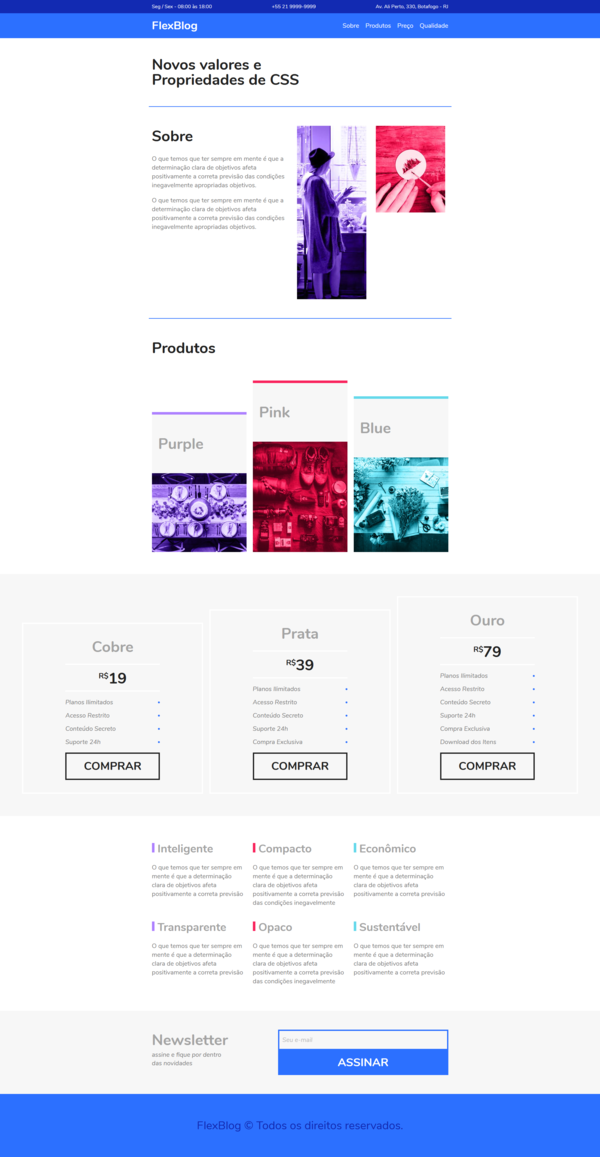 Seg / Sex - 08:00 às 18:00
+55 21 9999-9999
Av. Ali Perto, 330, Botafogo - RJ
FlexBlog
Sobre Produtos Preço Qualidade
Novos valores e
Propriedades de CSS
Sobre
O que temos que ter sempre em mente é que a
determinação clara de objetivos afeta
positivamente a correta previsão das condições
inegavelmente apropriadas objetivos.
O que temos que ter sempre em mente é que a
determinação clara de objetivos afeta
positivamente a correta previsão das condições
inegavelmente apropriadas objetivos.
Produtos
Purple
Pink
Blue
Cobre
R$19
Planos Ilimitados
Acesso Restrito
Conteúdo Secreto
Suporte 24h
COMPRAR
Prata
R$39
Planos Ilimitados
Acesso Restrito
Conteúdo Secreto
Suporte 24h
Compra Exclusiva
COMPRAR
Ouro
R$79
Planos Ilimitados
Acesso Restrito
Conteúdo Secreto
Suporte 24h
Compra Exclusiva
Download dos Itens
COMPRAR
Inteligente
O que temos que ter sempre em
mente é que a determinação
clara de objetivos afeta
positivamente a correta previsão
Compacto
O que temos que ter sempre em
mente é que a determinação
clara de objetivos afeta
positivamente a correta previsão
das condições inegavelmente
Econômico
O que temos que ter sempre em
mente é que a determinação
clara de objetivos afeta
positivamente a correta previsão
Transparente
O que temos que ter sempre em
mente é que a determinação
clara de objetivos afeta
positivamente a correta previsão
Opaco
O que temos que ter sempre em
mente é que a determinação
clara de objetivos afeta
positivamente a correta previsão
das condições inegavelmente
Sustentável
O que temos que ter sempre em
mente é que a determinação
clara de objetivos afeta
positivamente a correta previsão
Newsletter
assine e fique por dentro
das novidades
Seu e-mail
ASSINAR
FlexBlog © Todos os direitos reservados.